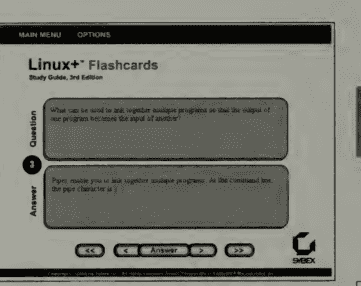 MAIN MENU OPTIONS
Linux+™ Flashcards
Study Guide, 3rd Edition
Question
What can be used to link together multiple programs so that the output of
one program becomes the input of another?
3
Answer
Pipes enable you to link together multiple programs. At the command line,
the pipe character is |
<< < Answer > >>
SYBEX